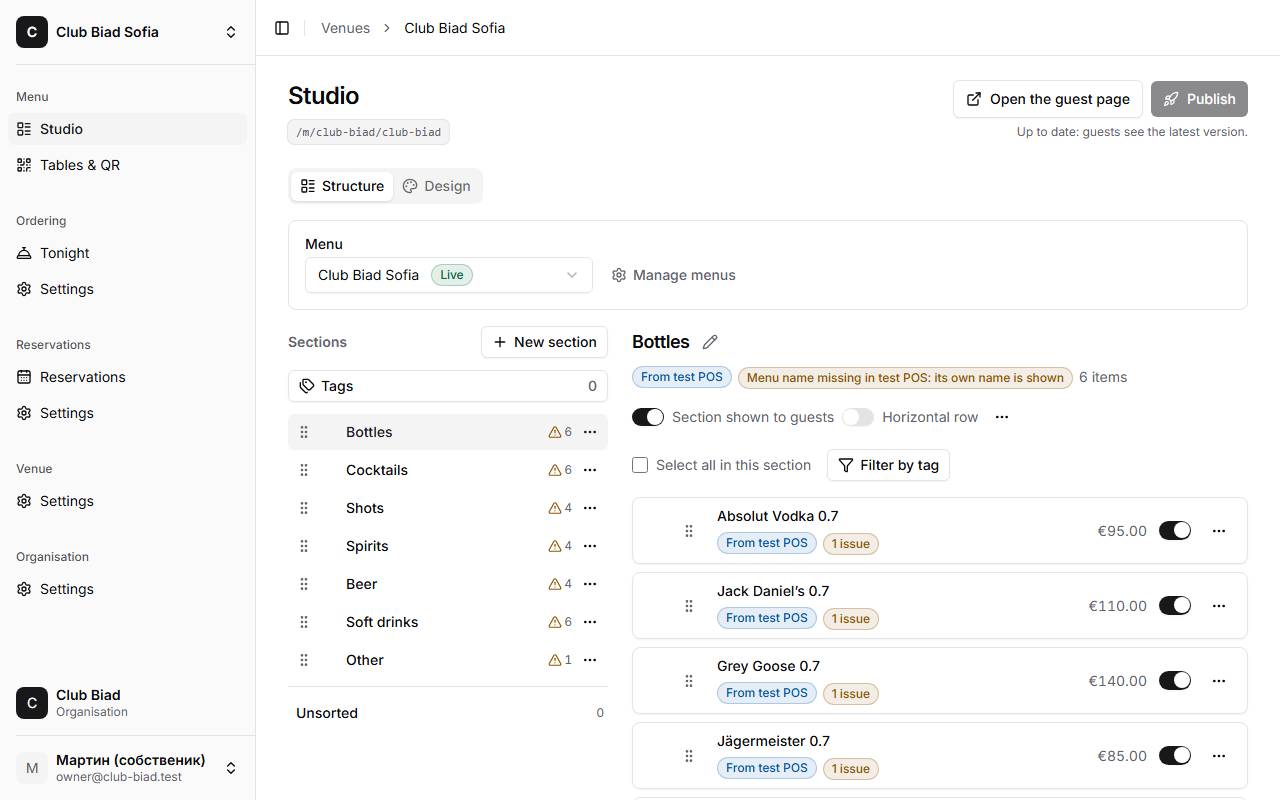 C Club Biad Sofia
Venues > Club Biad Sofia
Menu
Studio
Tables & QR
Ordering
Tonight
Settings
Reservations
Reservations
Settings
Venue
Settings
Organisation
Settings
C Club Biad
Organisation
М Мартин (собственик)
owner@club-biad.test
Studio
/m/club-biad/club-biad
Open the guest page
Publish
Up to date: guests see the latest version.
Structure
Design
Menu
Club Biad Sofia Live
Manage menus
Sections
New section
Tags 0
Bottles 6
Cocktails 6
Shots 4
Spirits 4
Beer 4
Soft drinks 6
Other 1
Unsorted 0
Bottles
From test POS Menu name missing in test POS: its own name is shown 6 items
Section shown to guests Horizontal row
Select all in this section Filter by tag
Absolut Vodka 0.7
From test POS 1 issue €95.00
Jack Daniel’s 0.7
From test POS 1 issue €110.00
Grey Goose 0.7
From test POS 1 issue €140.00
Jägermeister 0.7
From test POS 1 issue €85.00